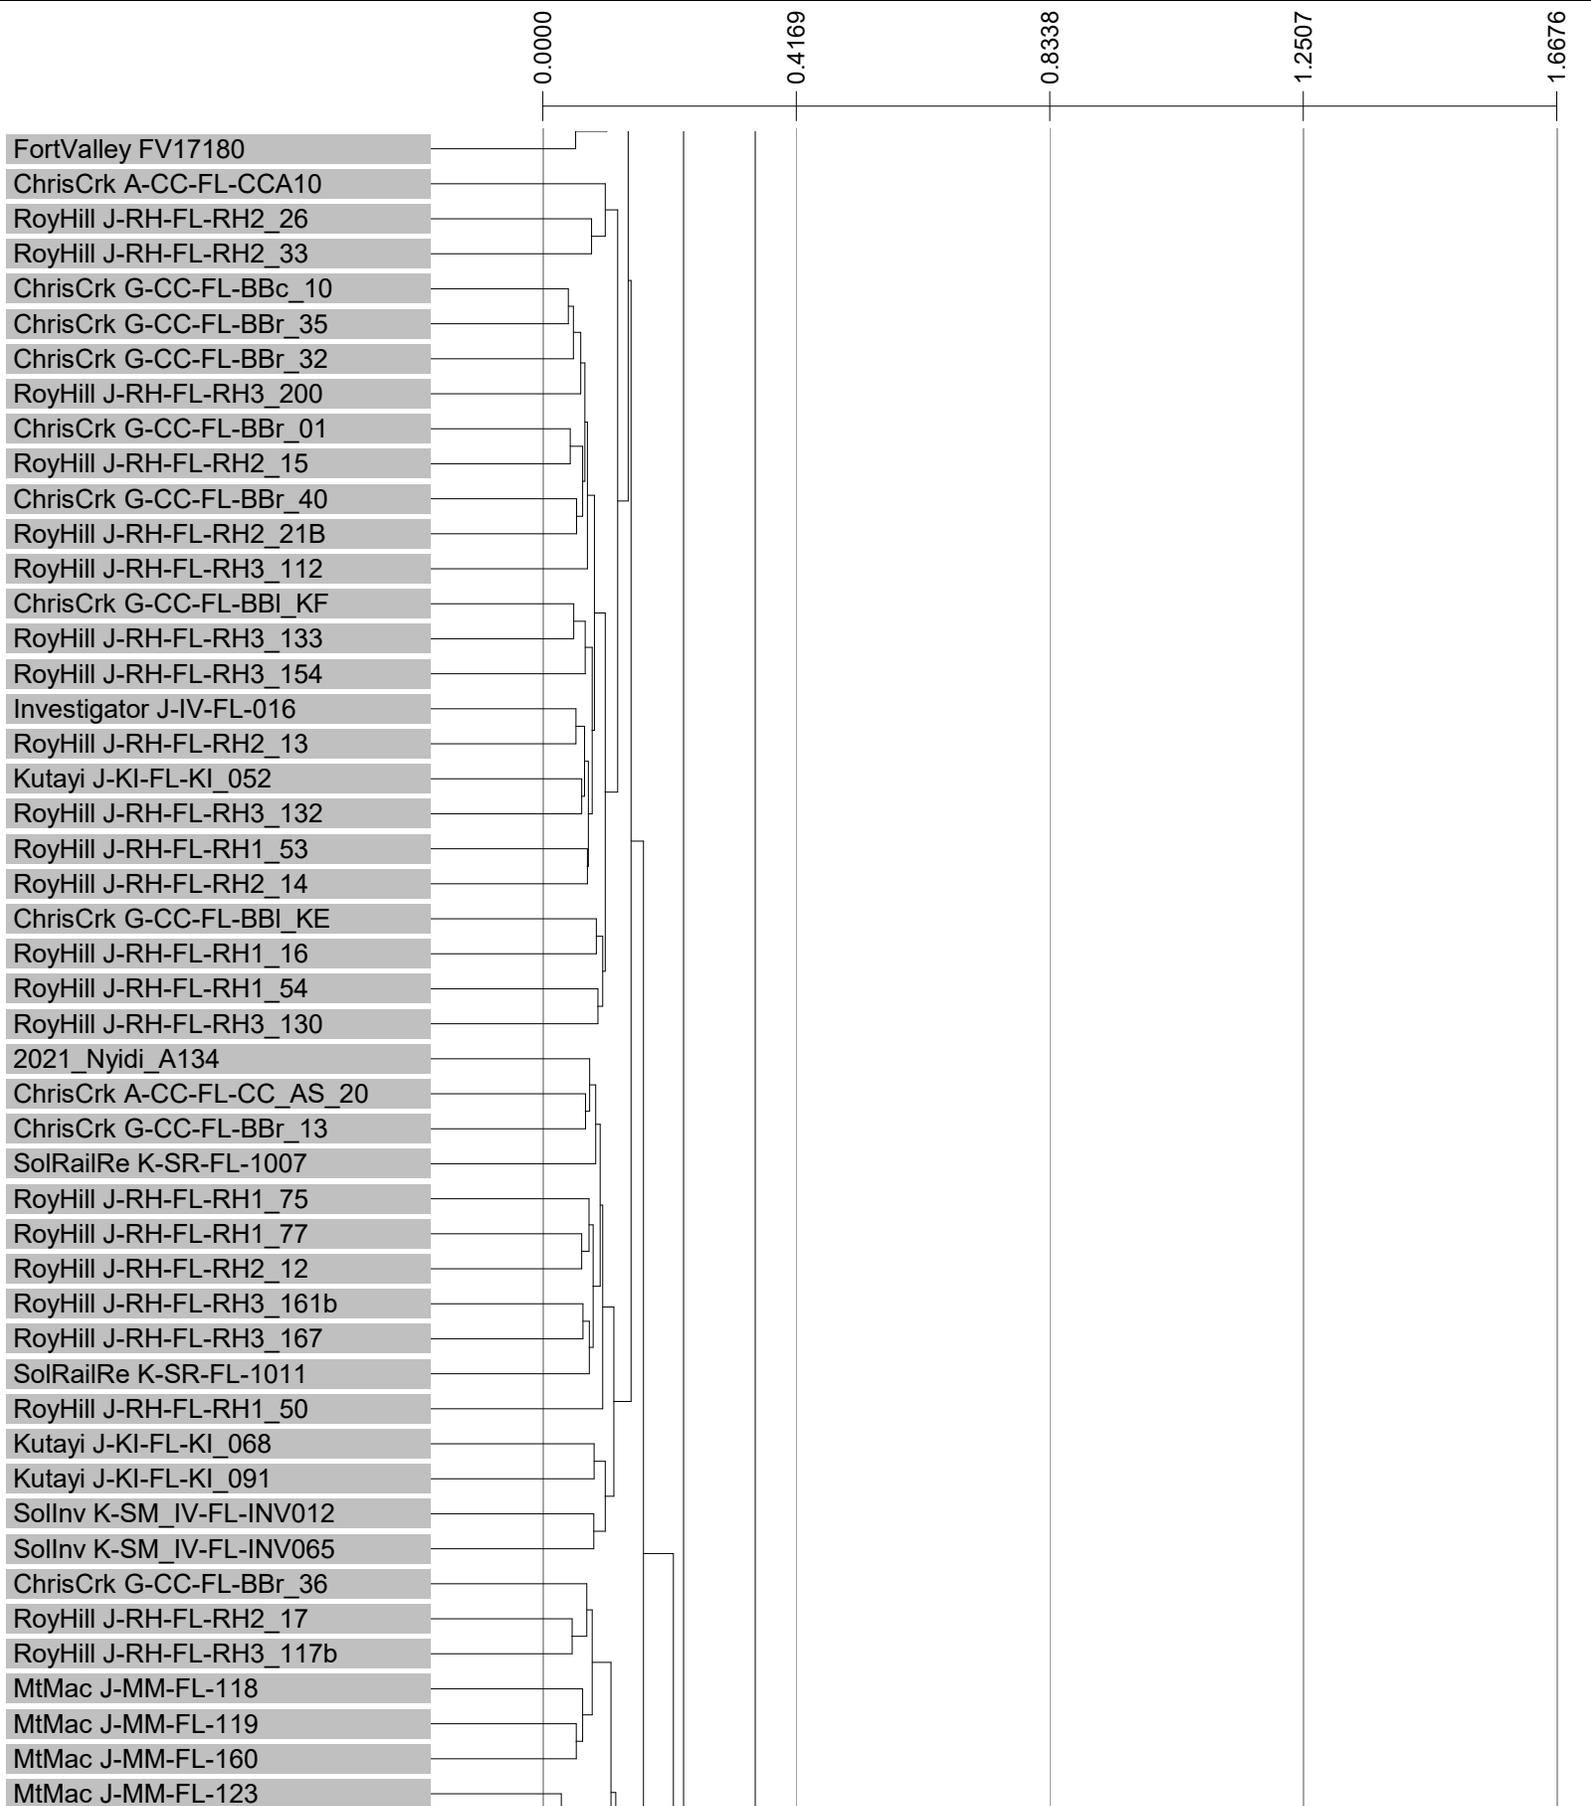 0.0000
0.4169
0.8338
1.2507
1.6676
FortValley FV17180
ChrisCrk A-CC-FL-CCA10
RoyHill J-RH-FL-RH2_26
RoyHill J-RH-FL-RH2_33
ChrisCrk G-CC-FL-BBc_10
ChrisCrk G-CC-FL-BBr_35
ChrisCrk G-CC-FL-BBr_32
RoyHill J-RH-FL-RH3_200
ChrisCrk G-CC-FL-BBr_01
RoyHill J-RH-FL-RH2_15
ChrisCrk G-CC-FL-BBr_40
RoyHill J-RH-FL-RH2_21B
RoyHill J-RH-FL-RH3_112
ChrisCrk G-CC-FL-BBl_KF
RoyHill J-RH-FL-RH3_133
RoyHill J-RH-FL-RH3_154
Investigator J-IV-FL-016
RoyHill J-RH-FL-RH2_13
Kutayi J-KI-FL-KI_052
RoyHill J-RH-FL-RH3_132
RoyHill J-RH-FL-RH1_53
RoyHill J-RH-FL-RH2_14
ChrisCrk G-CC-FL-BBl_KE
RoyHill J-RH-FL-RH1_16
RoyHill J-RH-FL-RH1_54
RoyHill J-RH-FL-RH3_130
2021_Nyidi_A134
ChrisCrk A-CC-FL-CC_AS_20
ChrisCrk G-CC-FL-BBr_13
SolRailRe K-SR-FL-1007
RoyHill J-RH-FL-RH1_75
RoyHill J-RH-FL-RH1_77
RoyHill J-RH-FL-RH2_12
RoyHill J-RH-FL-RH3_161b
RoyHill J-RH-FL-RH3_167
SolRailRe K-SR-FL-1011
RoyHill J-RH-FL-RH1_50
Kutayi J-KI-FL-KI_068
Kutayi J-KI-FL-KI_091
SolInv K-SM_IV-FL-INV012
SolInv K-SM_IV-FL-INV065
ChrisCrk G-CC-FL-BBr_36
RoyHill J-RH-FL-RH2_17
RoyHill J-RH-FL-RH3_117b
MtMac J-MM-FL-118
MtMac J-MM-FL-119
MtMac J-MM-FL-160
MtMac J-MM-FL-123